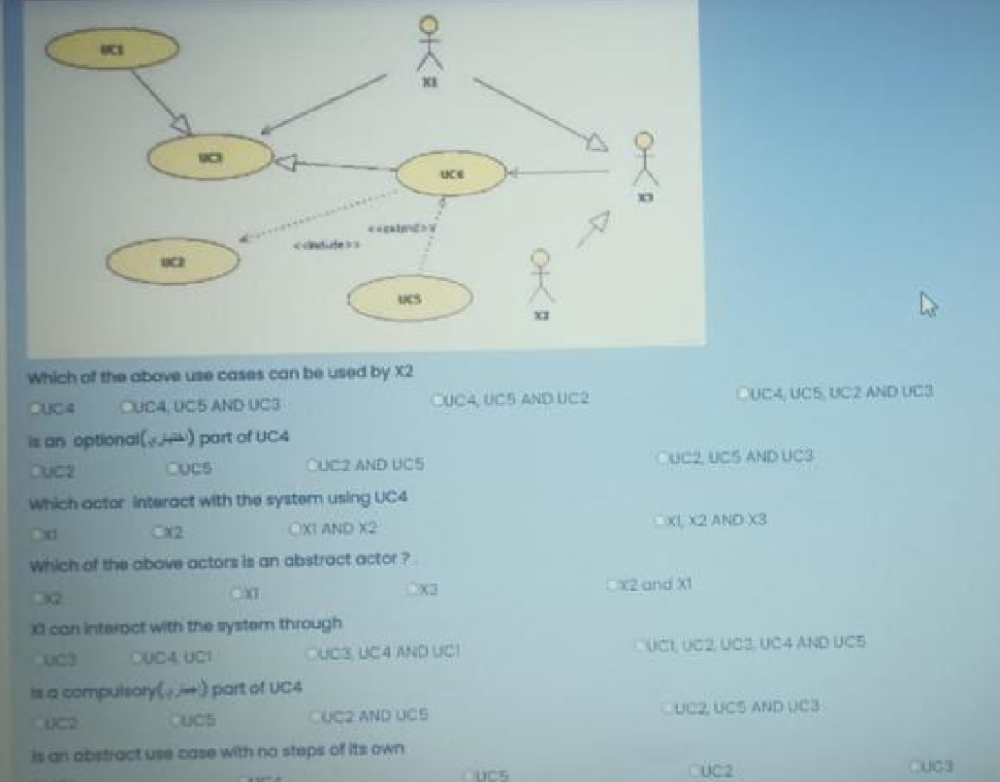 UC1
X1
UC3
UC4
X3
<<extend>>
<<include>>
UC2
UC5
X2
Which of the above use cases can be used by X2
UC4 UC4, UC5 AND UC3 UC4, UC5 AND UC2 UC4, UC5, UC2 AND UC3
Is an optional( ) part of UC4
UC2 UC5 UC2 AND UC5 UC2, UC5 AND UC3
Which actor interact with the system using UC4
X1 X2 X1 AND X2 X1, X2 AND X3
Which of the above actors is an abstract actor ?
X2 X1 X3 X2 and X1
X1 can interact with the system through
UC3 UC4, UC1 UC3, UC4 AND UC1 UC1, UC2, UC3, UC4 AND UC5
Is a compulsory( ) part of UC4
UC2 UC5 UC2 AND UC5 UC2, UC5 AND UC3
Is an abstract use case with no steps of its own
UC4 UC5 UC2 UC3